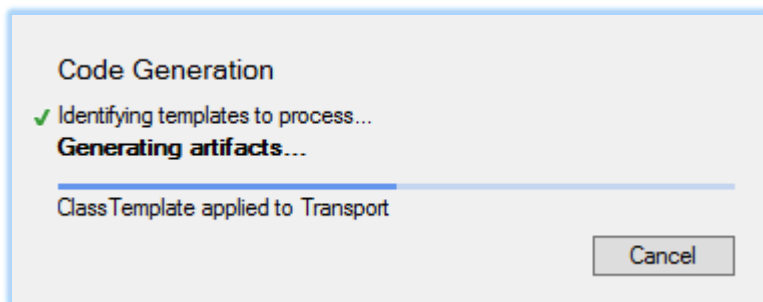 Code Generation
Identifying templates to process...
Generating artifacts...
ClassTemplate applied to Transport
Cancel